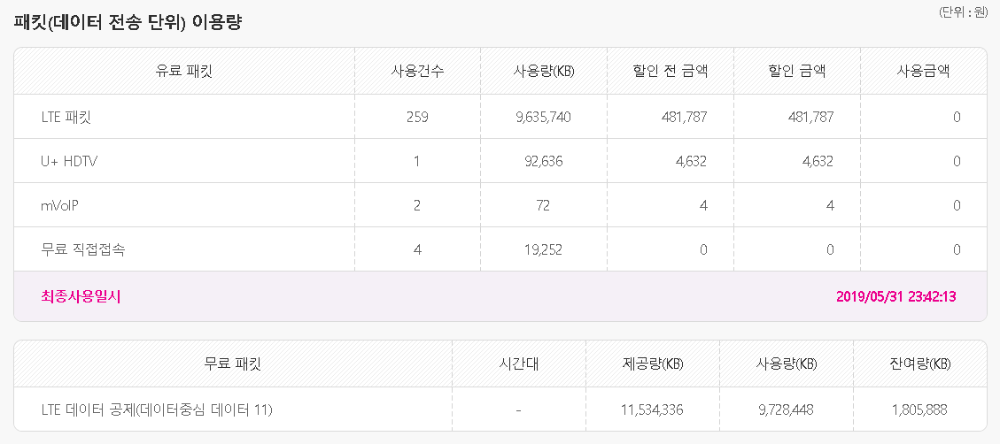 (단위 : 원)
패킷(데이터 전송 단위) 이용량
유료 패킷 사용건수 사용량(KB) 할인 전 금액 할인 금액 사용금액
LTE 패킷 259 9,635,740 481,787 481,787 0
U+ HDTV 1 92,636 4,632 4,632 0
mVoIP 2 72 4 4 0
무료 직접접속 4 19,252 0 0 0
최종사용일시 2019/05/31 23:42:13
무료 패킷 시간대 제공량(KB) 사용량(KB) 잔여량(KB)
LTE 데이터 공제(데이터중심 데이터 11) - 11,534,336 9,728,448 1,805,888